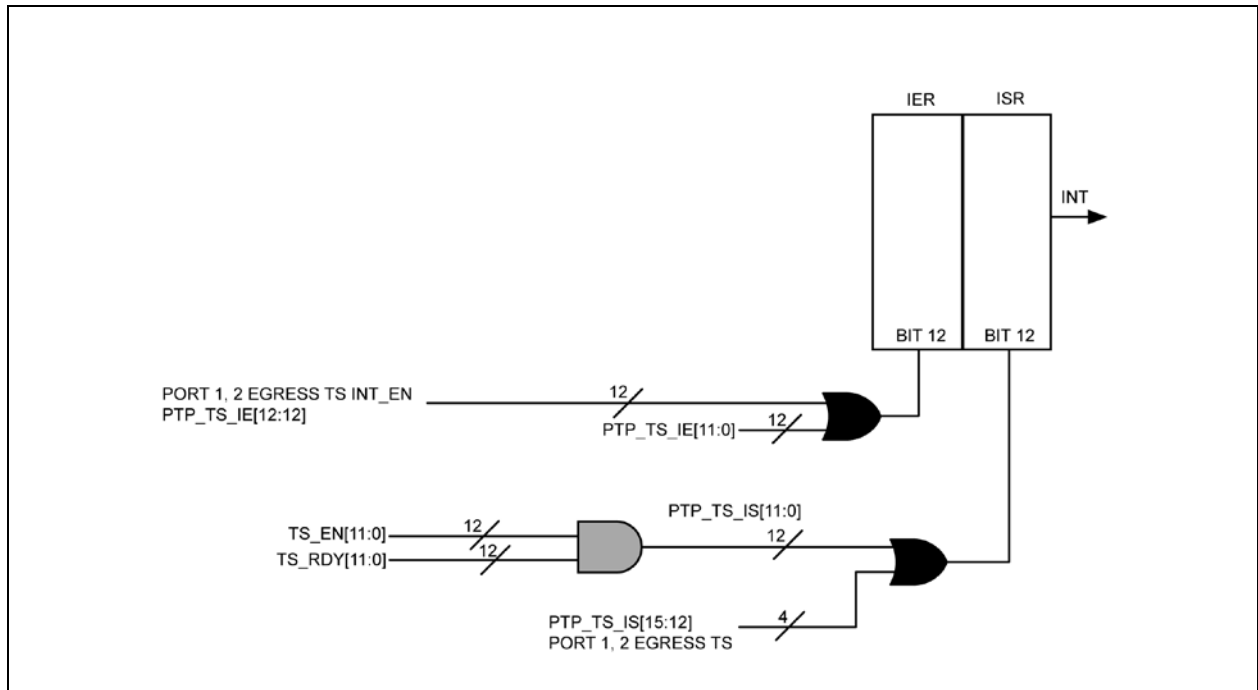 IER ISR
INT
BIT 12 BIT 12
PORT 1, 2 EGRESS TS INT_EN
PTP_TS_IE[12:12]
12
PTP_TS_IE[11:0]
12
PTP_TS_IS[11:0]
TS_EN[11:0]
12
12
TS_RDY[11:0]
12
PTP_TS_IS[15:12]
4
PORT 1, 2 EGRESS TS